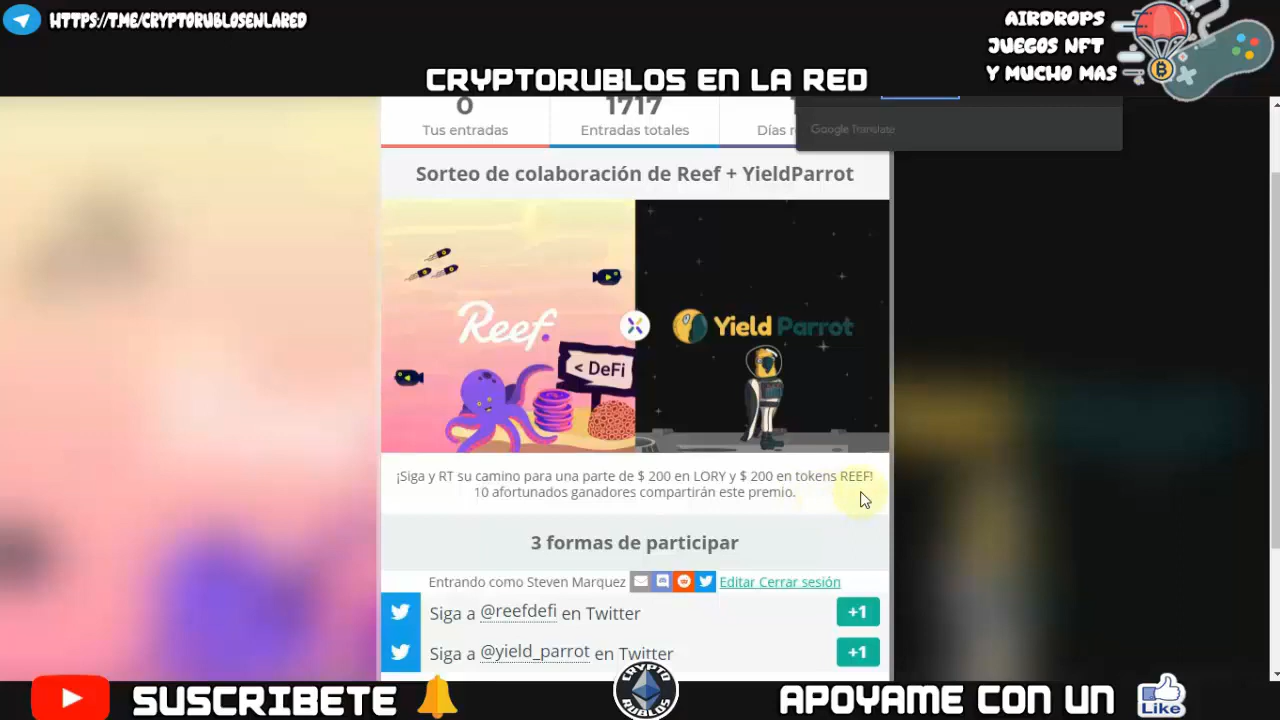 HTTPS://T.ME/CRYPTORUBLOSENLARED
AIRDROPS
JUEGOS NFT
Y MUCHO MAS
CRYPTORUBLOS EN LA RED
0
1717
Tus entradas
Entradas totales
Días
Google Translate
Sorteo de colaboración de Reef + YieldParrot
Reef.
Yield Parrot
< DeFi
¡Siga y RT su camino para una parte de $ 200 en LORY y $ 200 en tokens REEF!
10 afortunados ganadores compartirán este premio.
3 formas de participar
Entrando como Steven Marquez
Editar Cerrar sesión
Siga a @reefdefi en Twitter
+1
Siga a @yield_parrot en Twitter
+1
SUSCRIBETE
CRYPTO
RUBLOS
APOYAME CON UN
Like